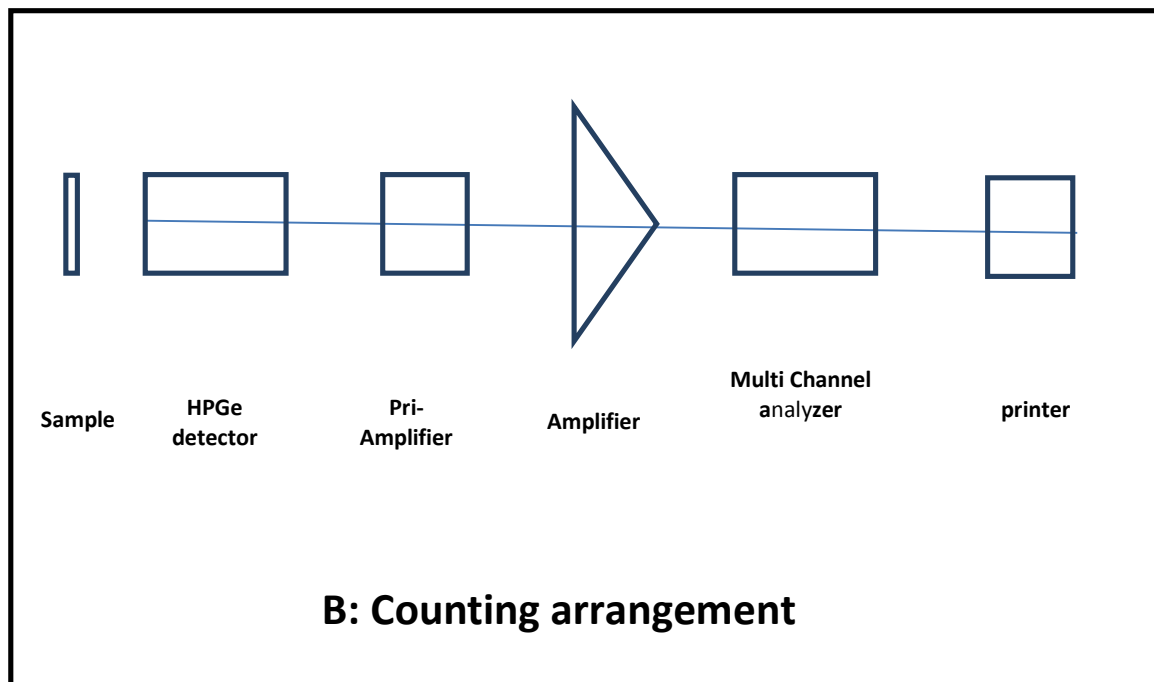 Sample
HPGe
detector
Pri-
Amplifier
Amplifier
Multi Channel
analyzer
printer
B: Counting arrangement